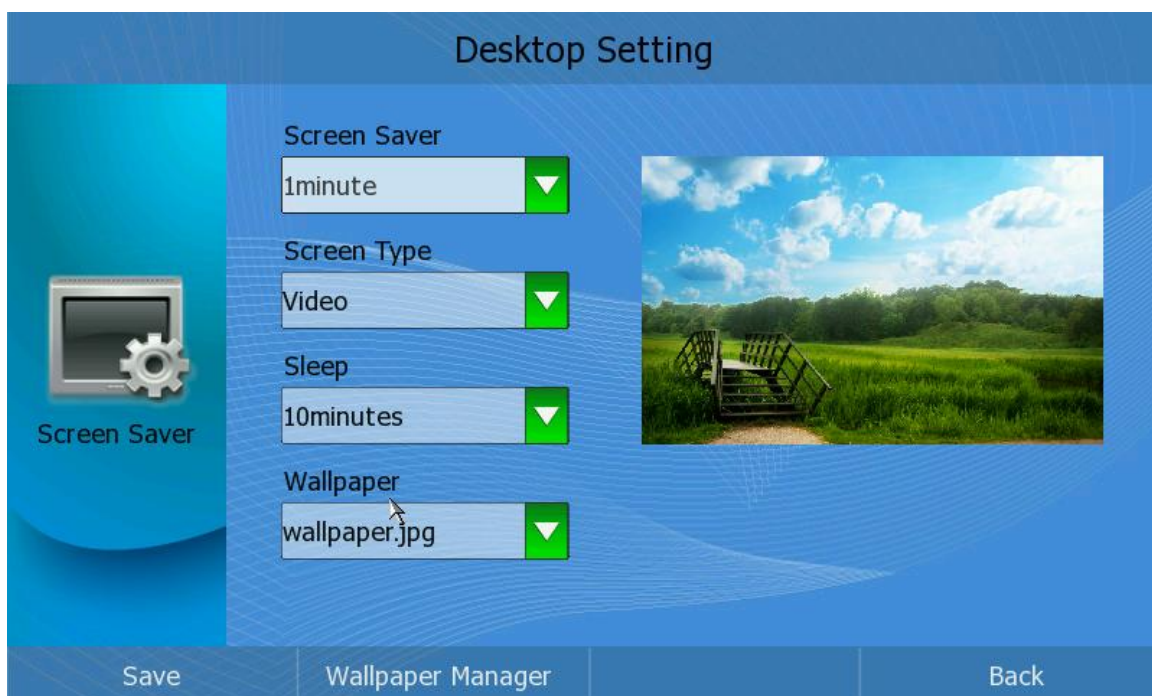 Desktop Setting
Screen Saver
1minute
Screen Type
Video
Sleep
10minutes
Screen Saver
Wallpaper
wallpaper.jpg
Save
Wallpaper Manager
Back